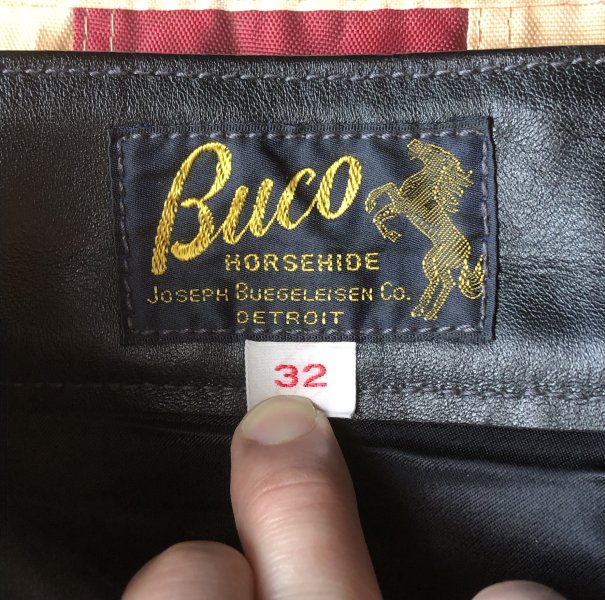 Buco
HORSEHIDE
JOSEPH BUEGELEISEN CO.
DETROIT
32